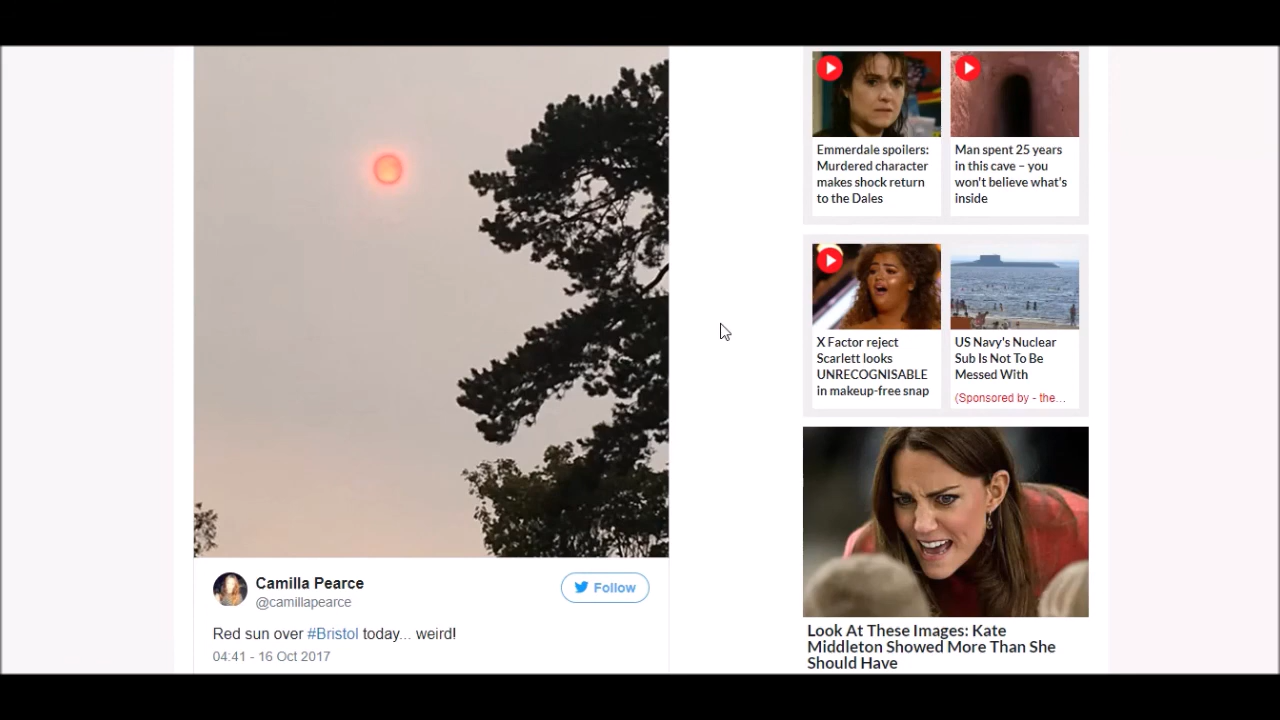 Camilla Pearce
@camillapearce
Follow
Red sun over #Bristol today... weird!
04:41 - 16 Oct 2017
Emmerdale spoilers:
Murdered character
makes shock return
to the Dales
Man spent 25 years
in this cave – you
won't believe what's
inside
X Factor reject
Scarlett looks
UNRECOGNISABLE
in makeup-free snap
US Navy's Nuclear
Sub Is Not To Be
Messed With
(Sponsored by - the...
Look At These Images: Kate
Middleton Showed More Than She
Should Have